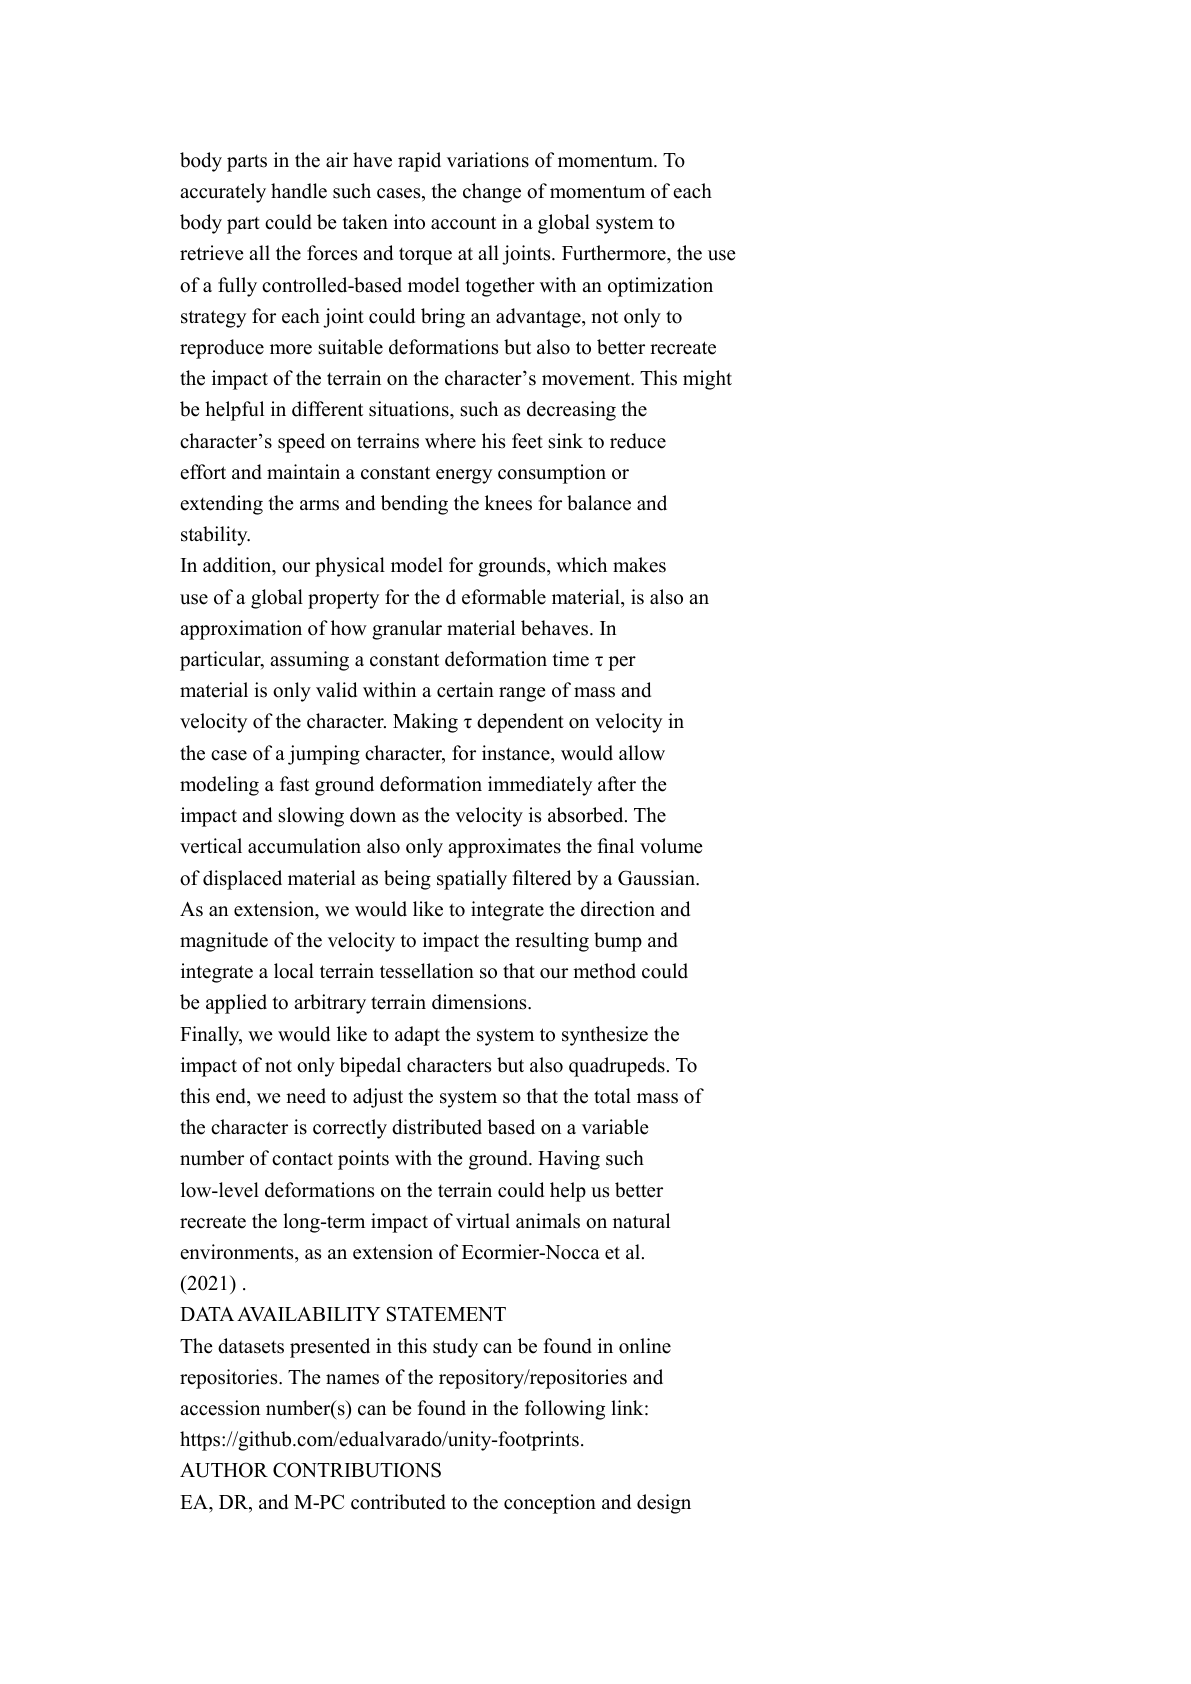 body parts in the air have rapid variations of momentum. To
accurately handle such cases, the change of momentum of each
body part could be taken into account in a global system to
retrieve all the forces and torque at all joints. Furthermore, the use
of a fully controlled-based model together with an optimization
strategy for each joint could bring an advantage, not only to
reproduce more suitable deformations but also to better recreate
the impact of the terrain on the character’s movement. This might
be helpful in different situations, such as decreasing the
character’s speed on terrains where his feet sink to reduce
effort and maintain a constant energy consumption or
extending the arms and bending the knees for balance and
stability.
In addition, our physical model for grounds, which makes
use of a global property for the d eformable material, is also an
approximation of how granular material behaves. In
particular, assuming a constant deformation time τ per
material is only valid within a certain range of mass and
velocity of the character. Making τ dependent on velocity in
the case of a jumping character, for instance, would allow
modeling a fast ground deformation immediately after the
impact and slowing down as the velocity is absorbed. The
vertical accumulation also only approximates the final volume
of displaced material as being spatially filtered by a Gaussian.
As an extension, we would like to integrate the direction and
magnitude of the velocity to impact the resulting bump and
integrate a local terrain tessellation so that our method could
be applied to arbitrary terrain dimensions.
Finally, we would like to adapt the system to synthesize the
impact of not only bipedal characters but also quadrupeds. To
this end, we need to adjust the system so that the total mass of
the character is correctly distributed based on a variable
number of contact points with the ground. Having such
low-level deformations on the terrain could help us better
recreate the long-term impact of virtual animals on natural
environments, as an extension of Ecormier-Nocca et al.
(2021) .
DATA AVAILABILITY STATEMENT
The datasets presented in this study can be found in online
repositories. The names of the repository/repositories and
accession number(s) can be found in the following link:
https://github.com/edualvarado/unity-footprints.
AUTHOR CONTRIBUTIONS
EA, DR, and M-PC contributed to the conception and design